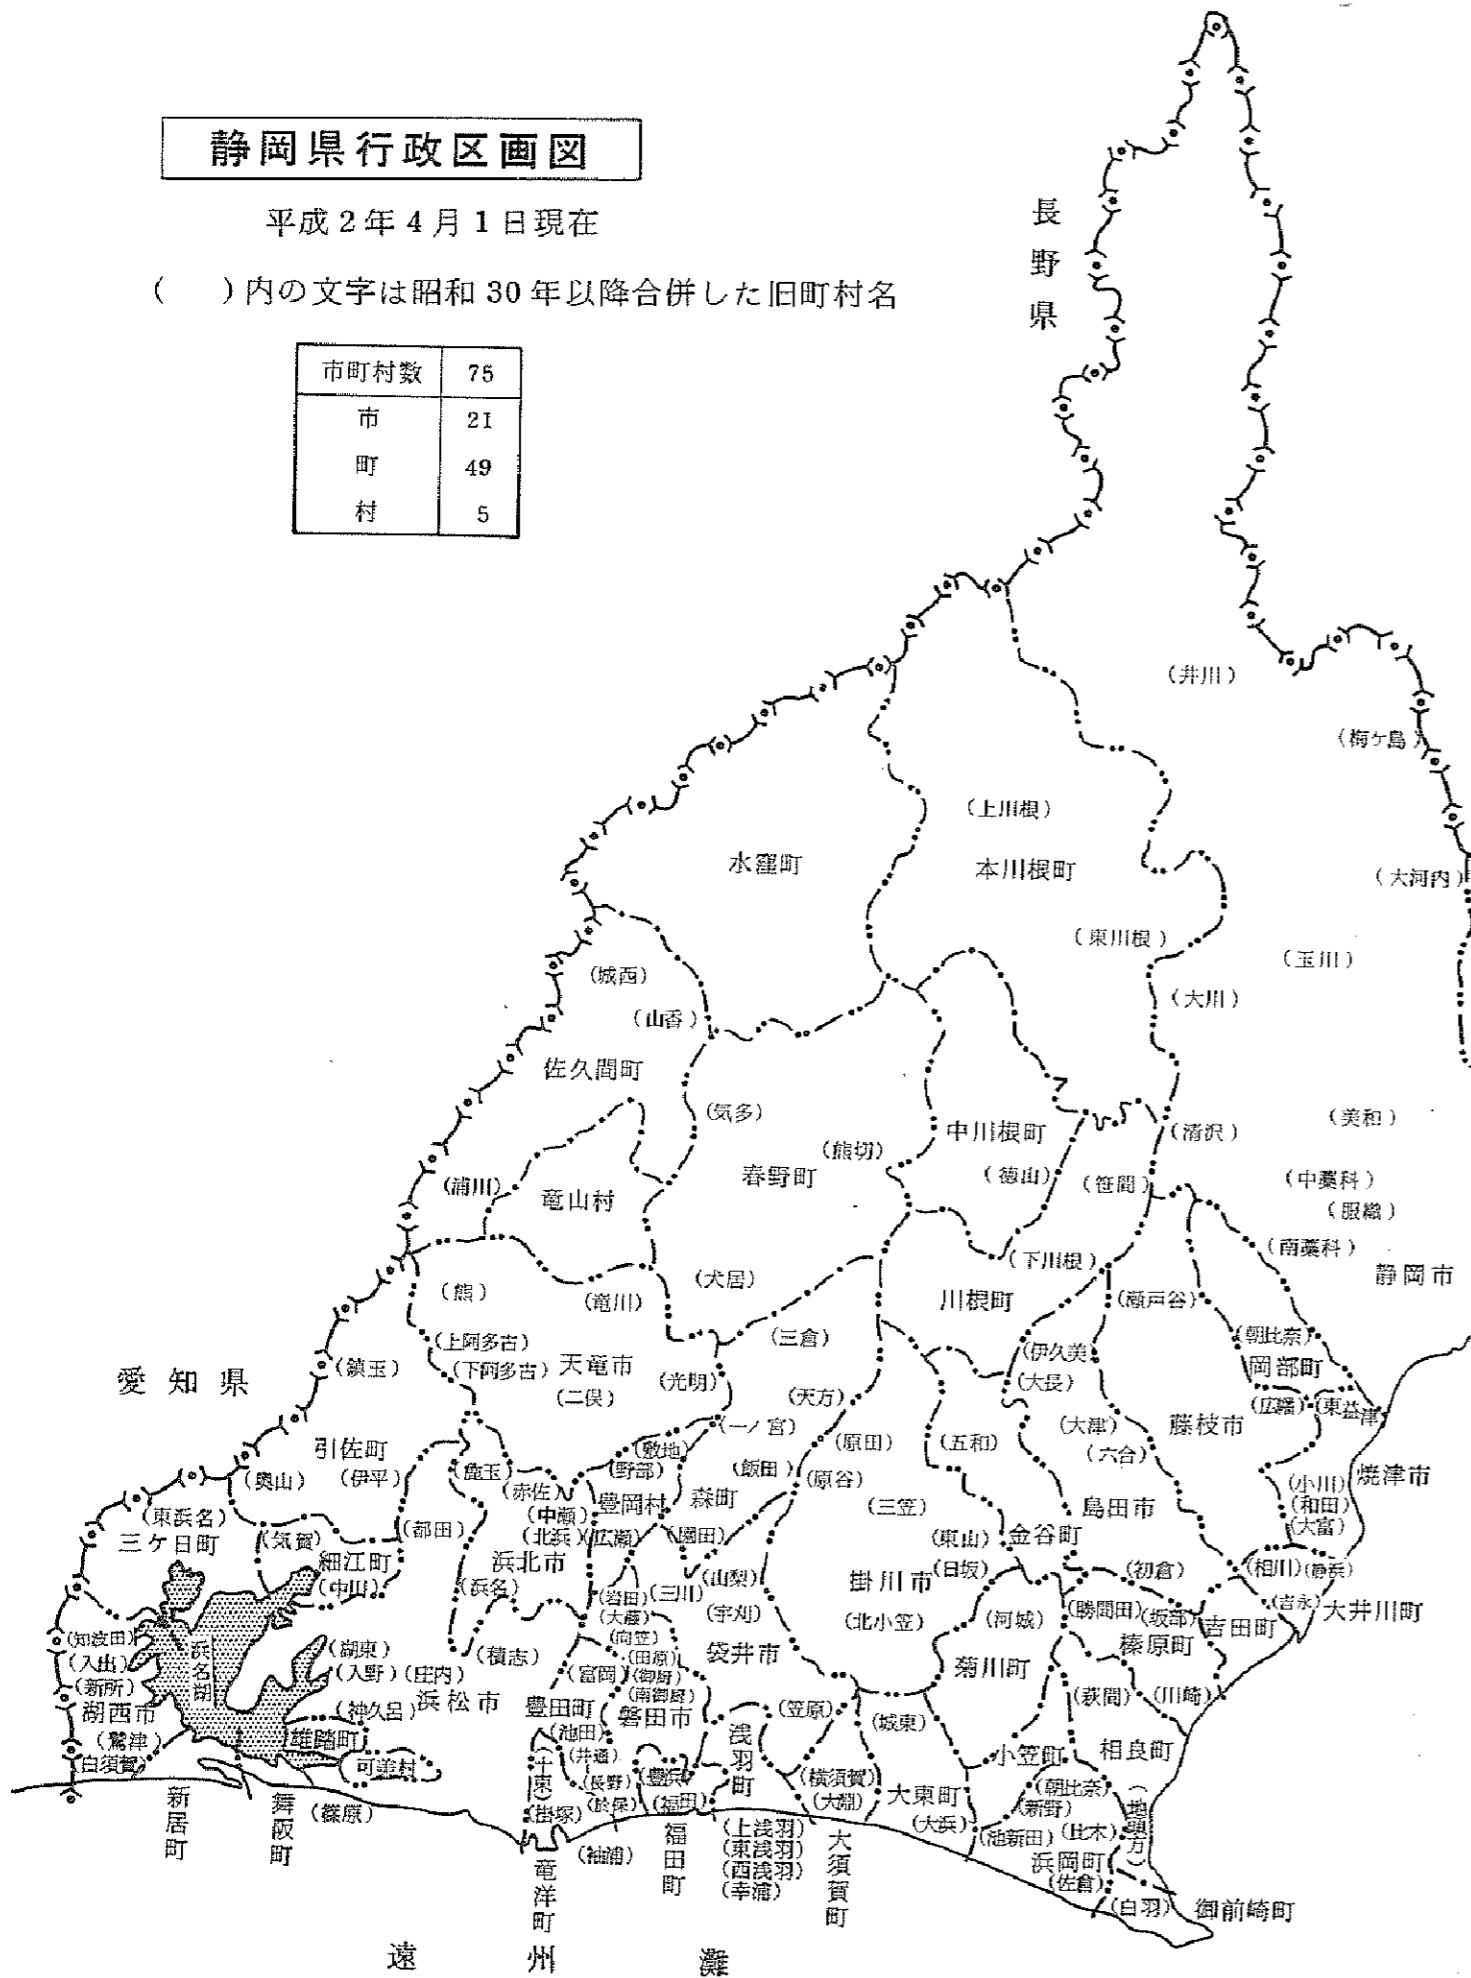 静岡県行政区画図
平成2年4月1日現在
( )内の文字は昭和30年以降合併した旧町村名
市町村数 75
市 21
町 49
村 5
長野県
(井川)
(梅ケ島)
(上川根)
水窪町
本川根町
(大河内)
(東川根)
(玉川)
(城西)
(大川)
(山香)
佐久間町
(気多)
(美和)
(熊切)
中川根町
(清沢)
春野町
(徳山)
(笹間)
(中藁科)
(浦川)
竜山村
(服織)
(南藁科)
(下川根)
静岡市
(犬居)
(熊)
(竜川)
川根町
(瀬戸谷)
(三倉)
(朝比奈)
(上阿多古)
(伊久美)
岡部町
愛知県
(鎮玉)
(下阿多古)
天竜市
(光明)
(大長)
(二俣)
(天方)
(広幡)
(東益津)
(一ノ宮)
(大津)
藤枝市
引佐町
(敷地)
(原田)
(五和)
(六合)
(奥山)
(伊平)
(麁玉)
(野部)
(飯田)
(原谷)
(小川)
焼津市
(赤佐)
豊岡村
森町
(三笠)
島田市
(和田)
(東浜名)
(中瀬)
(大富)
三ケ日町
(気賀)
(都田)
(北浜)
(広瀬)
(園田)
(東山)
金谷町
細江町
浜北市
(中川)
(浜名)
(山梨)
掛川市
(日坂)
(初倉)
(相川)
(静浜)
(岩田)
(三川)
(大藤)
(宇刈)
(北小笠)
(河城)
(勝間田)
(坂部)
(吉永)
大井川町
吉田町
(知波田)
浜名湖
(湖東)
(向笠)
(入出)
(入野)
(庄内)
(積志)
(田原)
袋井市
榛原町
(新所)
(富岡)
(御厨)
菊川町
湖西市
(神久呂)
浜松市
豊田町
(南御厨)
(笠原)
(萩間)
(川崎)
(鷲津)
雄踏町
(池田)
磐田市
浅羽町
(城東)
(白須賀)
可美村
(井通)
小笠町
相良町
(十束)
(長野)
(豊浜)
(横須賀)
大東町
(朝比奈)
(地頭方)
新居町
舞阪町
(篠原)
(掛塚)
(於保)
(福田)
(大淵)
(大浜)
(新野)
(池新田)
(比木)
(袖浦)
福田町
(上浅羽)
(東浅羽)
(西浅羽)
(幸浦)
大須賀町
浜岡町
(佐倉)
竜洋町
(白羽)
御前崎町
遠州灘